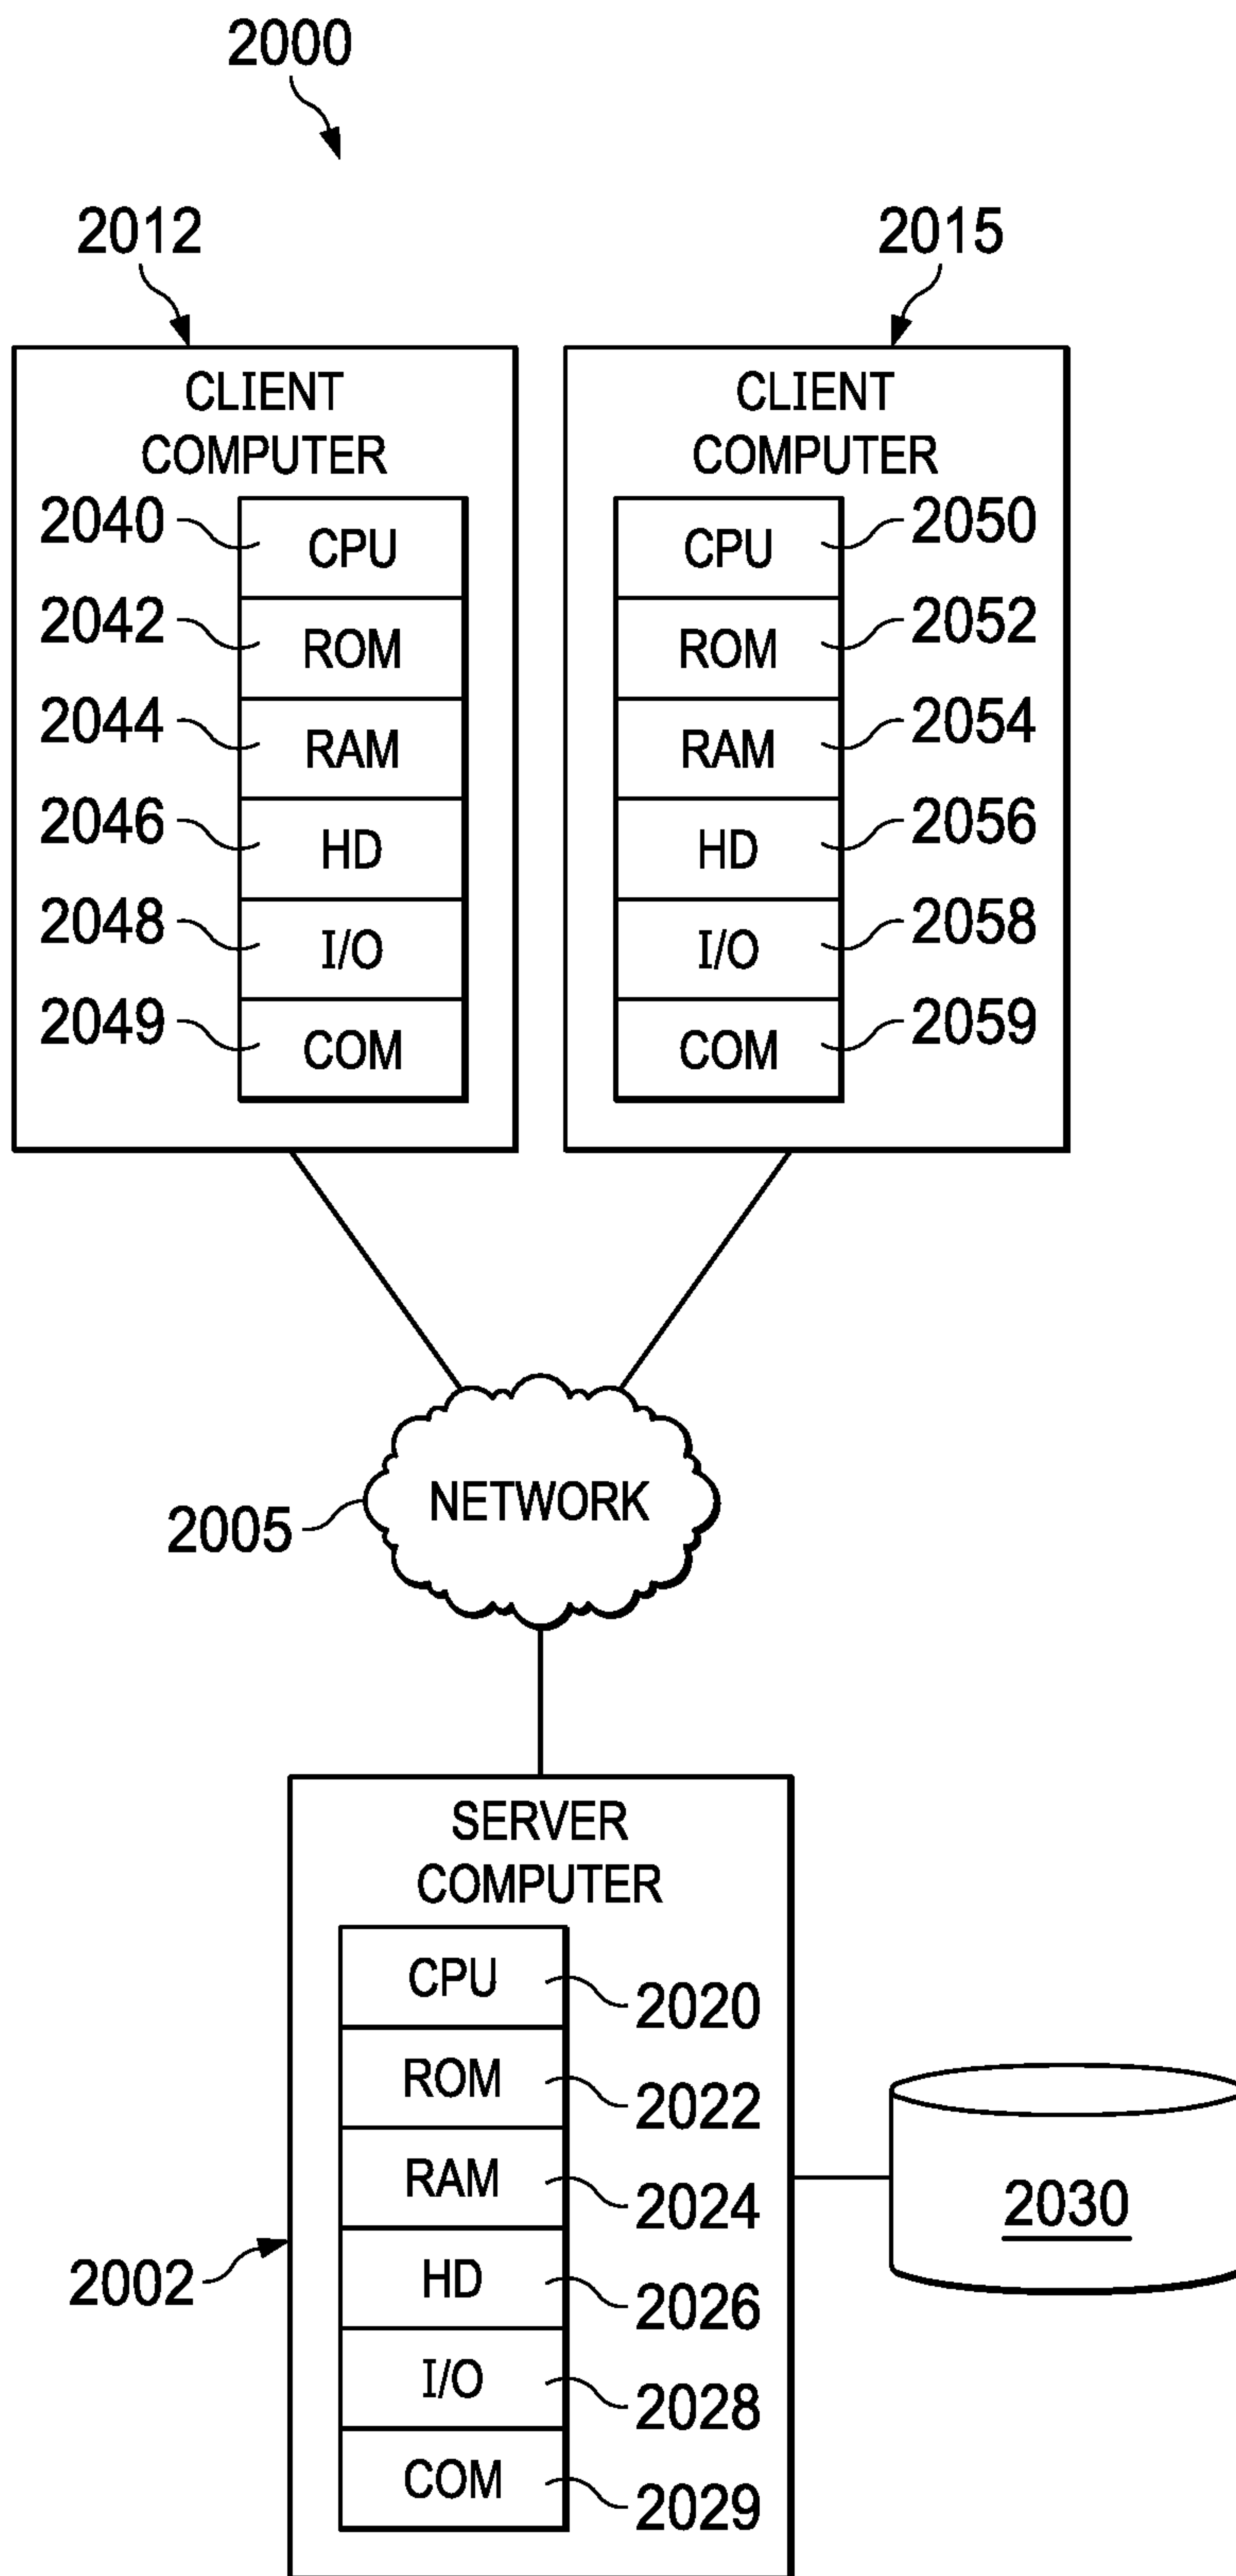 2000
2012
2015
CLIENT
COMPUTER
2040
CPU
2042
ROM
2044
RAM
2046
HD
2048
I/O
2049
COM
CLIENT
COMPUTER
CPU
2050
ROM
2052
RAM
2054
HD
2056
I/O
2058
COM
2059
NETWORK
2005
SERVER
COMPUTER
CPU
2020
ROM
2022
RAM
2024
HD
2026
I/O
2028
COM
2029
2002
2030